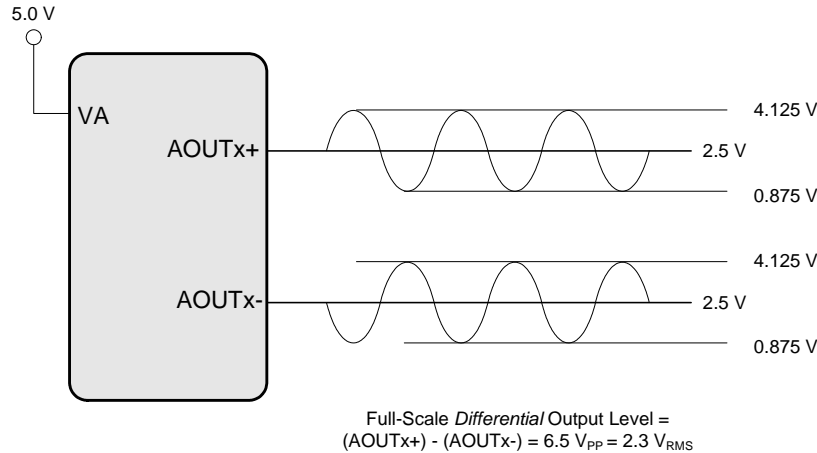 5.0 V
VA
AOUTx+
4.125 V
2.5 V
0.875 V
AOUTx-
4.125 V
2.5 V
0.875 V
Full-Scale Differential Output Level =
(AOUTx+) - (AOUTx-) = 6.5 VPP = 2.3 VRMS